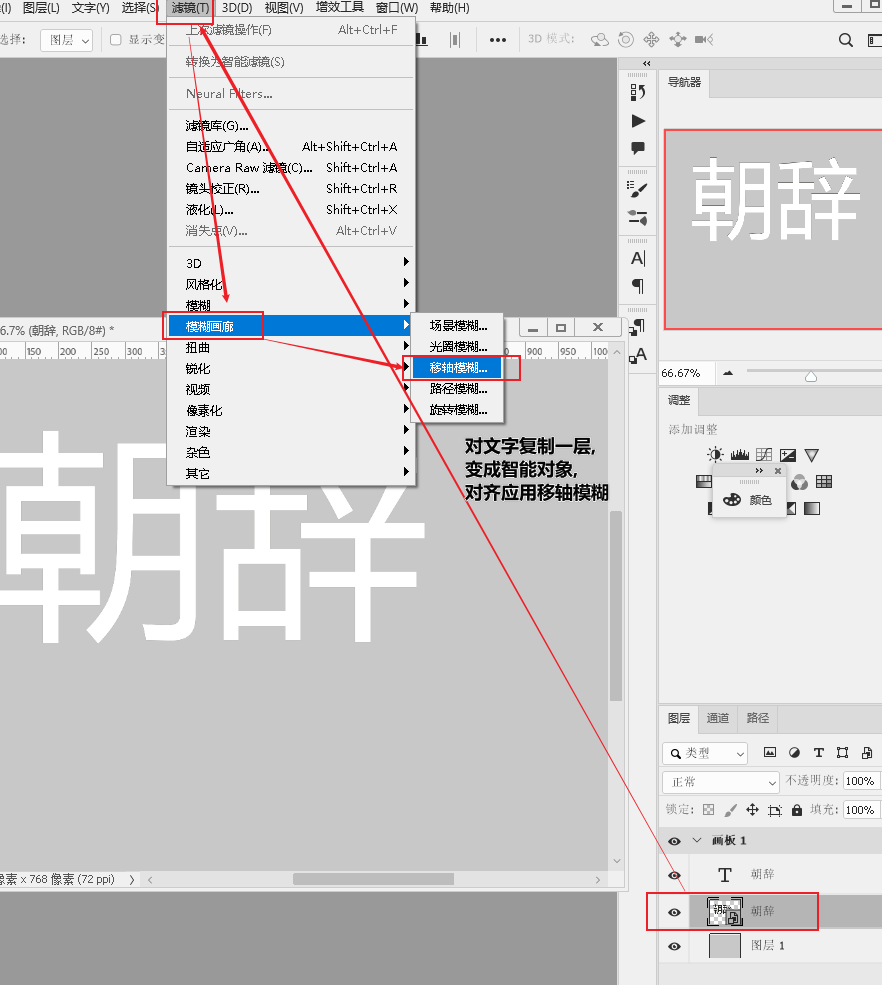 图层(L) 文字(Y) 选择(S) 滤镜(T) 3D(D) 视图(V) 增效工具 窗口(W) 帮助(H)
选择: 图层 显示变
3D 模式:
上次滤镜操作(F) Alt+Ctrl+F
转换为智能滤镜(S)
Neural Filters...
滤镜库(G)...
自适应广角(A)... Alt+Shift+Ctrl+A
Camera Raw 滤镜(C)... Shift+Ctrl+A
镜头校正(R)... Shift+Ctrl+R
液化(L)... Shift+Ctrl+X
消失点(V)... Alt+Ctrl+V
3D
风格化
模糊
模糊画廊
扭曲
锐化
视频
像素化
渲染
杂色
其它
场景模糊...
光圈模糊...
移轴模糊...
路径模糊...
旋转模糊...
6.7% (朝辞, RGB/8#) *
150 200 250 300 900 950 100
朝辞
对文字复制一层,
变成智能对象,
对齐应用移轴模糊
像素 x 768 像素 (72 ppi)
导航器
朝辞
66.67%
调整
添加调整
颜色
图层 通道 路径
类型
正常 不透明度: 100%
锁定: 填充: 100%
画板 1
T 朝辞
朝辞
图层 1